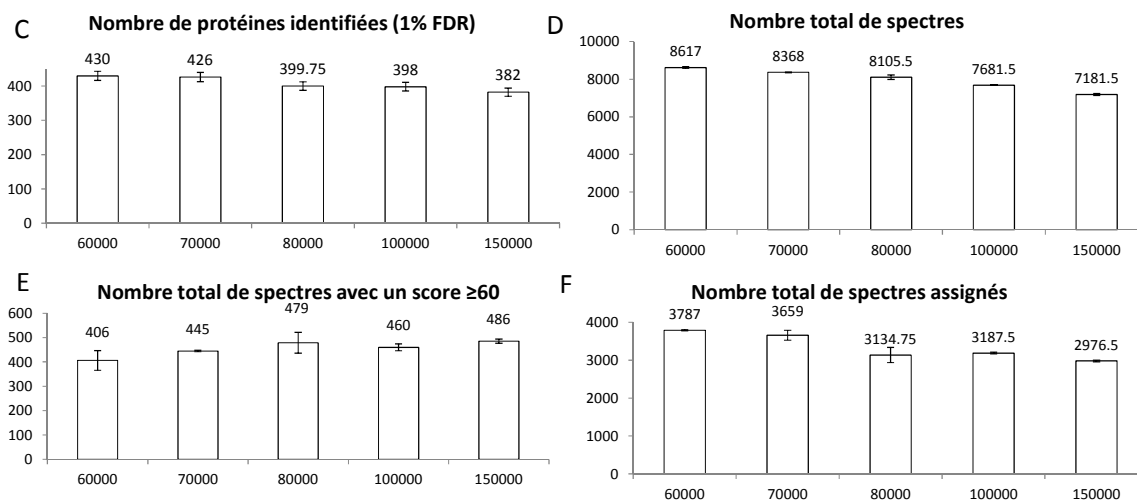 C
Nombre de protéines identifiées (1% FDR)
430 426 399.75 398 382
400
300
200
100
0
60000 70000 80000 100000 150000
D
Nombre total de spectres
10000
8000
6000
4000
2000
0
8617 8368 8105.5 7681.5 7181.5
60000 70000 80000 100000 150000
E
Nombre total de spectres avec un score ≥60
600
500
400
300
200
100
0
406 445 479 460 486
60000 70000 80000 100000 150000
F
Nombre total de spectres assignés
4000
3000
2000
1000
0
3787 3659 3134.75 3187.5 2976.5
60000 70000 80000 100000 150000